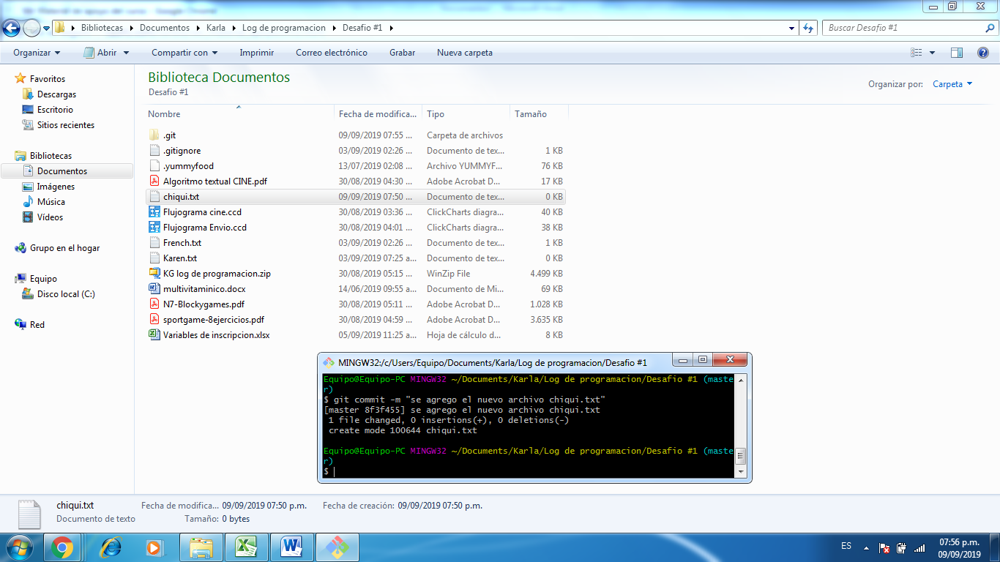 Bibliotecas Documentos Karla Log de programacion Desafio #1
Buscar Desafio #1
Organizar Abrir Compartir con Imprimir Correo electrónico Grabar Nueva carpeta
Favoritos
Descargas
Escritorio
Sitios recientes
Bibliotecas
Documentos
Imágenes
Música
Vídeos
Grupo en el hogar
Equipo
Disco local (C:)
Red
Biblioteca Documentos
Desafio #1
Organizar por: Carpeta
Nombre Fecha de modifica... Tipo Tamaño
.git 09/09/2019 07:55 ... Carpeta de archivos
.gitignore 03/09/2019 02:26 ... Documento de tex... 1 KB
.yummyfood 13/07/2019 02:08 ... Archivo YUMMYF... 76 KB
Algoritmo textual CINE.pdf 30/08/2019 04:30 ... Adobe Acrobat D... 17 KB
chiqui.txt 09/09/2019 07:50 ... Documento de tex... 0 KB
Flujograma cine.ccd 30/08/2019 03:36 ... ClickCharts diagra... 40 KB
Flujograma Envio.ccd 30/08/2019 04:01 ... ClickCharts diagra... 38 KB
French.txt 03/09/2019 02:26 ... Documento de tex... 1 KB
Karen.txt 03/09/2019 07:25 a... Documento de tex... 0 KB
KG log de programacion.zip 30/08/2019 05:15 ... WinZip File 4.499 KB
multivitaminico.docx 14/06/2019 09:55 a... Documento de Mi... 69 KB
N7-Blockygames.pdf 30/08/2019 05:11 ... Adobe Acrobat D... 1.028 KB
sportgame-8ejercicios.pdf 30/08/2019 04:59 ... Adobe Acrobat D... 3.635 KB
Variables de inscripcion.xlsx 05/09/2019 11:25 a... Hoja de cálculo d... 8 KB
MINGW32:/c/Users/Equipo/Documents/Karla/Log de programacion/Desafio #1
Equipo@Equipo-PC MINGW32 ~/Documents/Karla/Log de programacion/Desafio #1 (maste
r)
$ git commit -m "se agrego el nuevo archivo chiqui.txt"
[master 8f3f455] se agrego el nuevo archivo chiqui.txt
1 file changed, 0 insertions(+), 0 deletions(-)
create mode 100644 chiqui.txt
Equipo@Equipo-PC MINGW32 ~/Documents/Karla/Log de programacion/Desafio #1 (maste
r)
$
chiqui.txt Fecha de modifica... 09/09/2019 07:50 p.m. Fecha de creación: 09/09/2019 07:50 p.m.
Documento de texto Tamaño: 0 bytes
ES
07:56 p.m.
09/09/2019